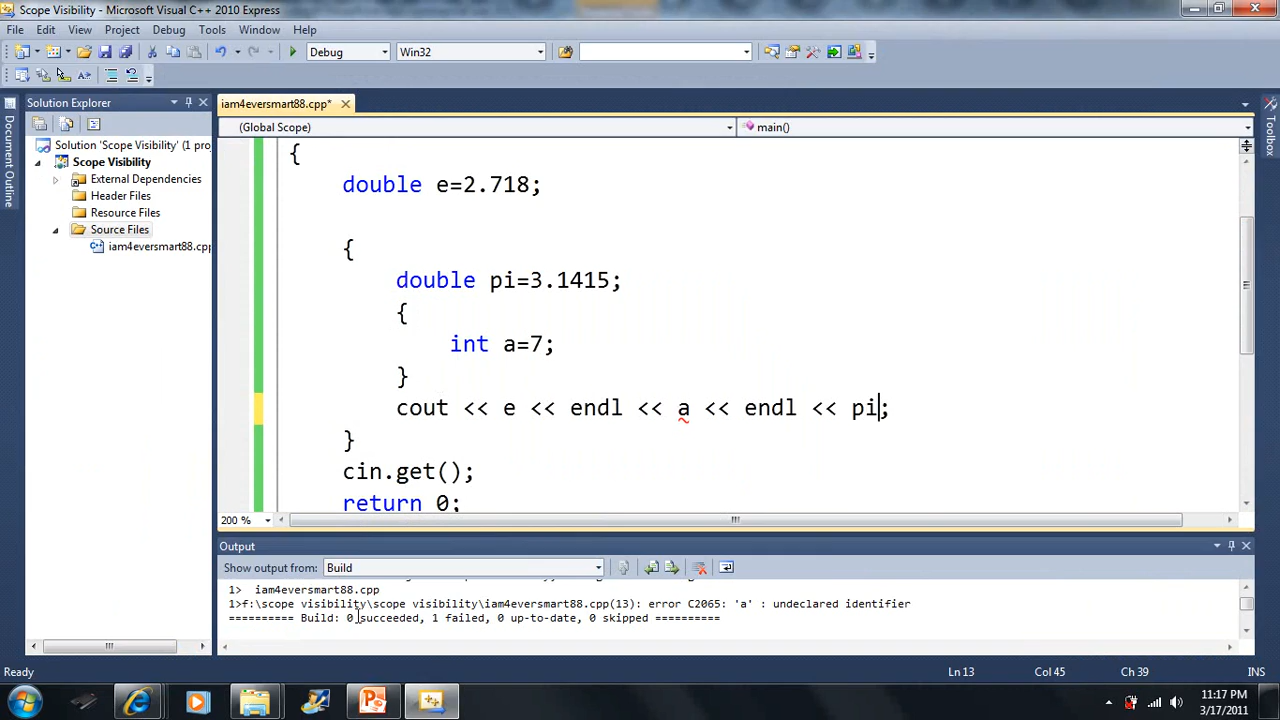 Scope Visibility - Microsoft Visual C++ 2010 Express
File Edit View Project Debug Tools Window Help
Debug Win32
Solution Explorer
iam4eversmart88.cpp*
(Global Scope) main()
Document Outline
Toolbox
Solution 'Scope Visibility' (1 pro
Scope Visibility
External Dependencies
Header Files
Resource Files
Source Files
iam4eversmart88.cpp
{
double e=2.718;
{
double pi=3.1415;
{
int a=7;
}
cout << e << endl << a << endl << pi;
}
cin.get();
return 0;
200 %
Output
Show output from: Build
1> iam4eversmart88.cpp
1>f:\scope visibility\scope visibility\iam4eversmart88.cpp(13): error C2065: 'a' : undeclared identifier
========== Build: 0 succeeded, 1 failed, 0 up-to-date, 0 skipped ==========
Ready Ln 13 Col 45 Ch 39 INS
11:17 PM
3/17/2011